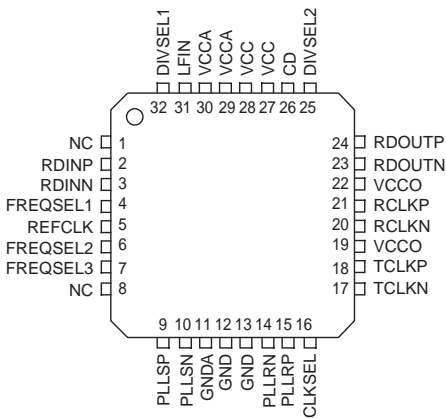 DIVSEL1
LFIN
VCCA
VCCA
VCC
VCC
CD
DIVSEL2
32 31 30 29 28 27 26 25
NC 1
RDINP 2
RDINN 3
FREQSEL1 4
REFCLK 5
FREQSEL2 6
FREQSEL3 7
NC 8
24 RDOUTP
23 RDOUTN
22 VCCO
21 RCLKP
20 RCLKN
19 VCCO
18 TCLKP
17 TCLKN
9 10 11 12 13 14 15 16
PLLSP
PLLSN
GNDA
GND
GND
PLLRN
PLLRP
CLKSEL